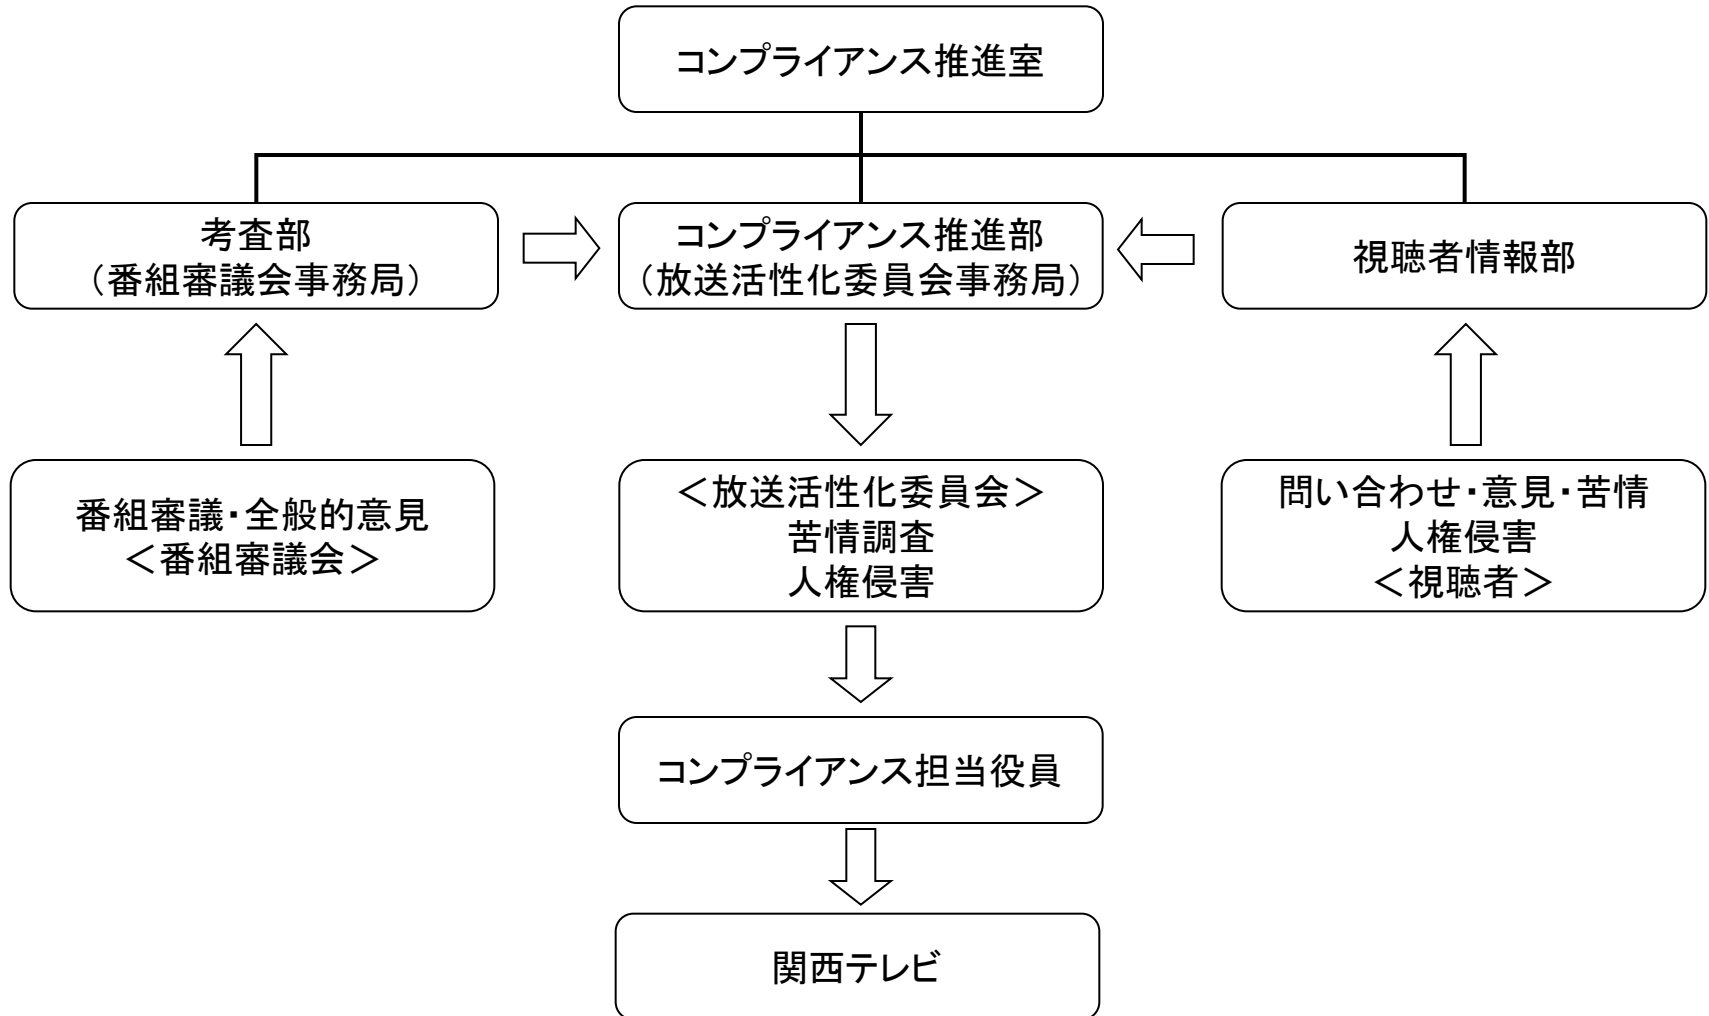 コンプライアンス推進室
考査部
（番組審議会事務局）
コンプライアンス推進部
（放送活性化委員会事務局）
視聴者情報部
番組審議・全般的意見
＜番組審議会＞
＜放送活性化委員会＞
苦情調査
人権侵害
問い合わせ・意見・苦情
人権侵害
＜視聴者＞
コンプライアンス担当役員
関西テレビ